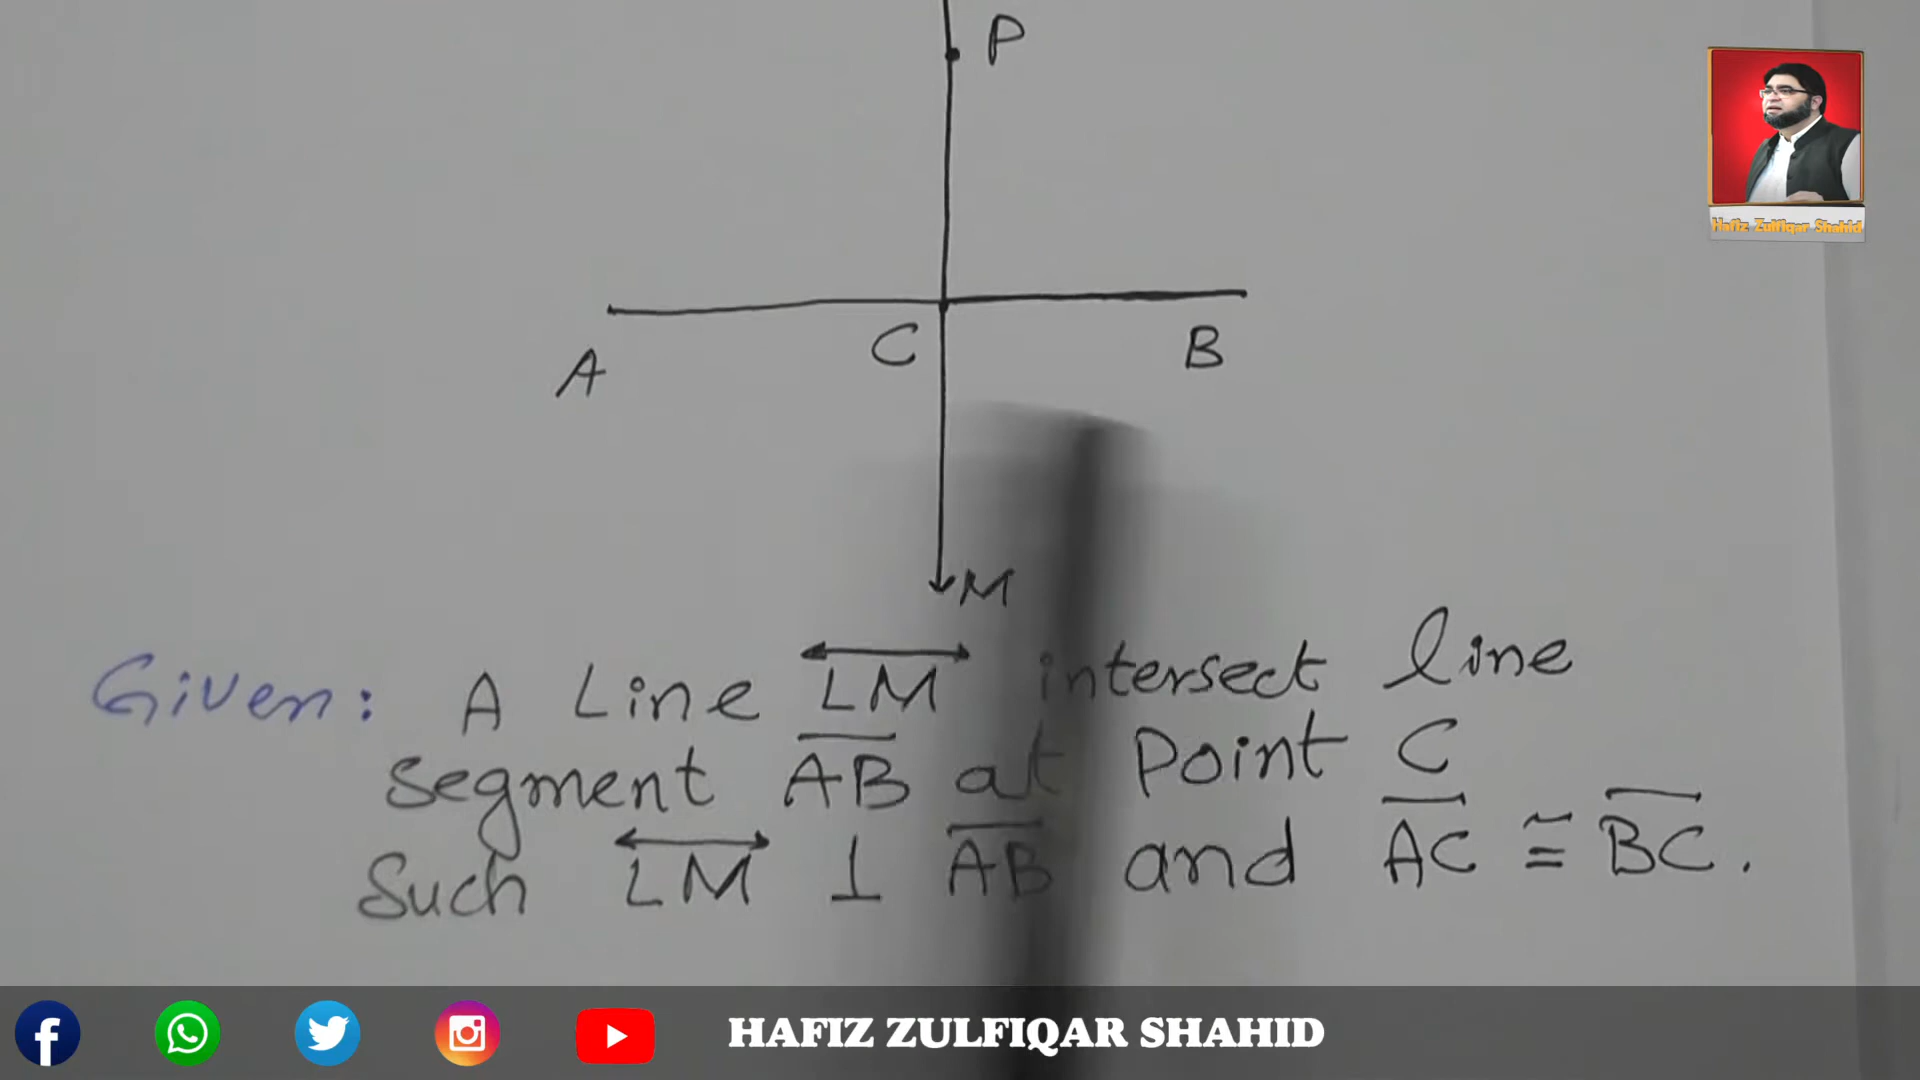 P
Hafiz Zulfiqar Shahid
A
C
B
M
Given: A Line LM intersect line
segment AB at Point C
Such LM ⊥ AB and AC ≅ BC.
HAFIZ ZULFIQAR SHAHID